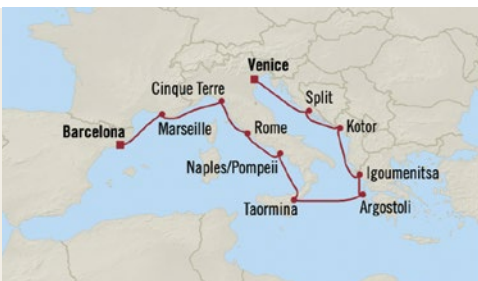 Venice
Cinque Terre
Split
Barcelona
Marseille
Rome
Kotor
Naples/Pompeii
Igoumenitsa
Taormina
Argostoli